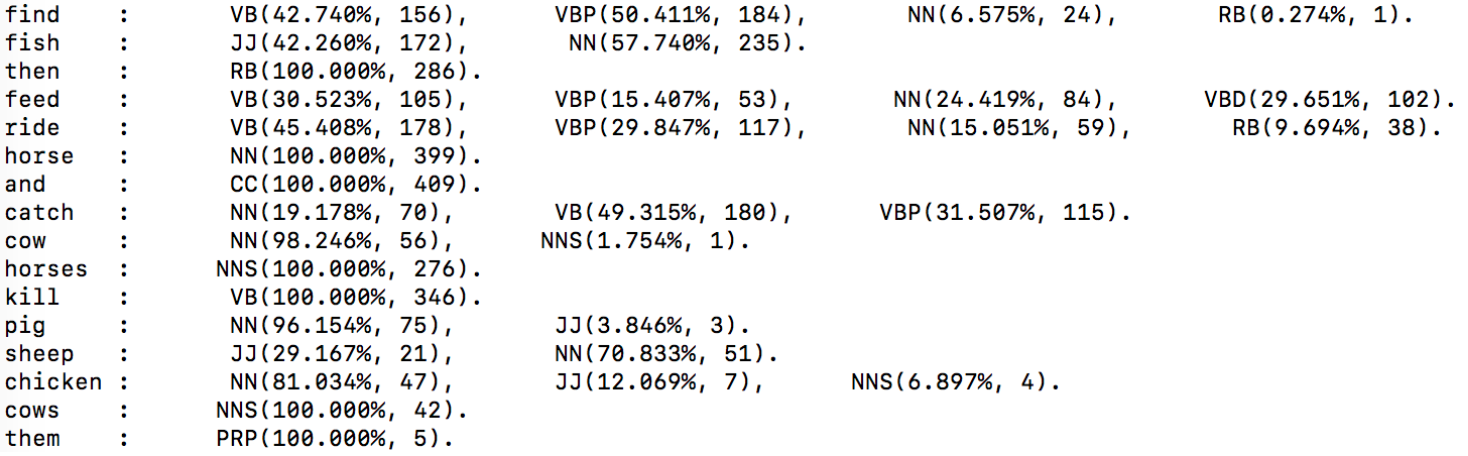 find : VB(42.740%, 156), VBP(50.411%, 184), NN(6.575%, 24), RB(0.274%, 1).
fish : JJ(42.260%, 172), NN(57.740%, 235).
then : RB(100.000%, 286).
feed : VB(30.523%, 105), VBP(15.407%, 53), NN(24.419%, 84), VBD(29.651%, 102).
ride : VB(45.408%, 178), VBP(29.847%, 117), NN(15.051%, 59), RB(9.694%, 38).
horse : NN(100.000%, 399).
and : CC(100.000%, 409).
catch : NN(19.178%, 70), VB(49.315%, 180), VBP(31.507%, 115).
cow : NN(98.246%, 56), NNS(1.754%, 1).
horses : NNS(100.000%, 276).
kill : VB(100.000%, 346).
pig : NN(96.154%, 75), JJ(3.846%, 3).
sheep : JJ(29.167%, 21), NN(70.833%, 51).
chicken : NN(81.034%, 47), JJ(12.069%, 7), NNS(6.897%, 4).
cows : NNS(100.000%, 42).
them : PRP(100.000%, 5).